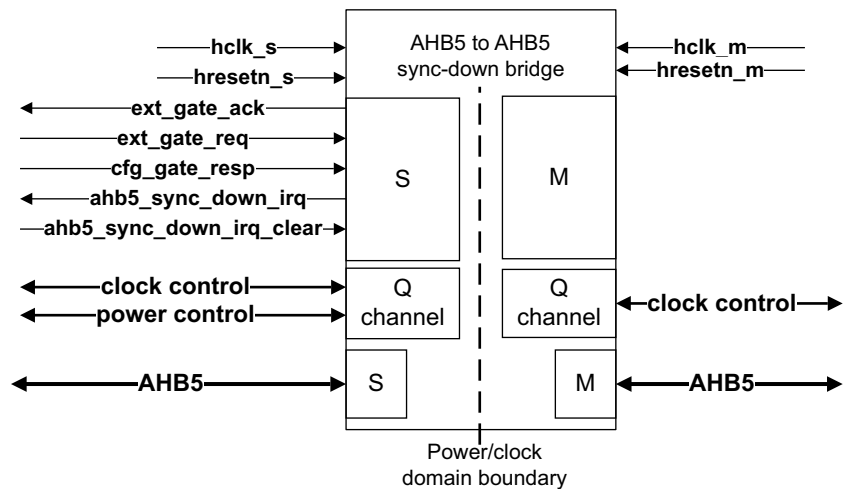 AHB5 to AHB5
sync-down bridge
hclk_s
hresetn_s
ext_gate_ack
ext_gate_req
cfg_gate_resp
ahb5_sync_down_irq
ahb5_sync_down_irq_clear
S
M
hclk_m
hresetn_m
clock control
power control
Q
channel
Q
channel
clock control
AHB5
S
M
AHB5
Power/clock
domain boundary